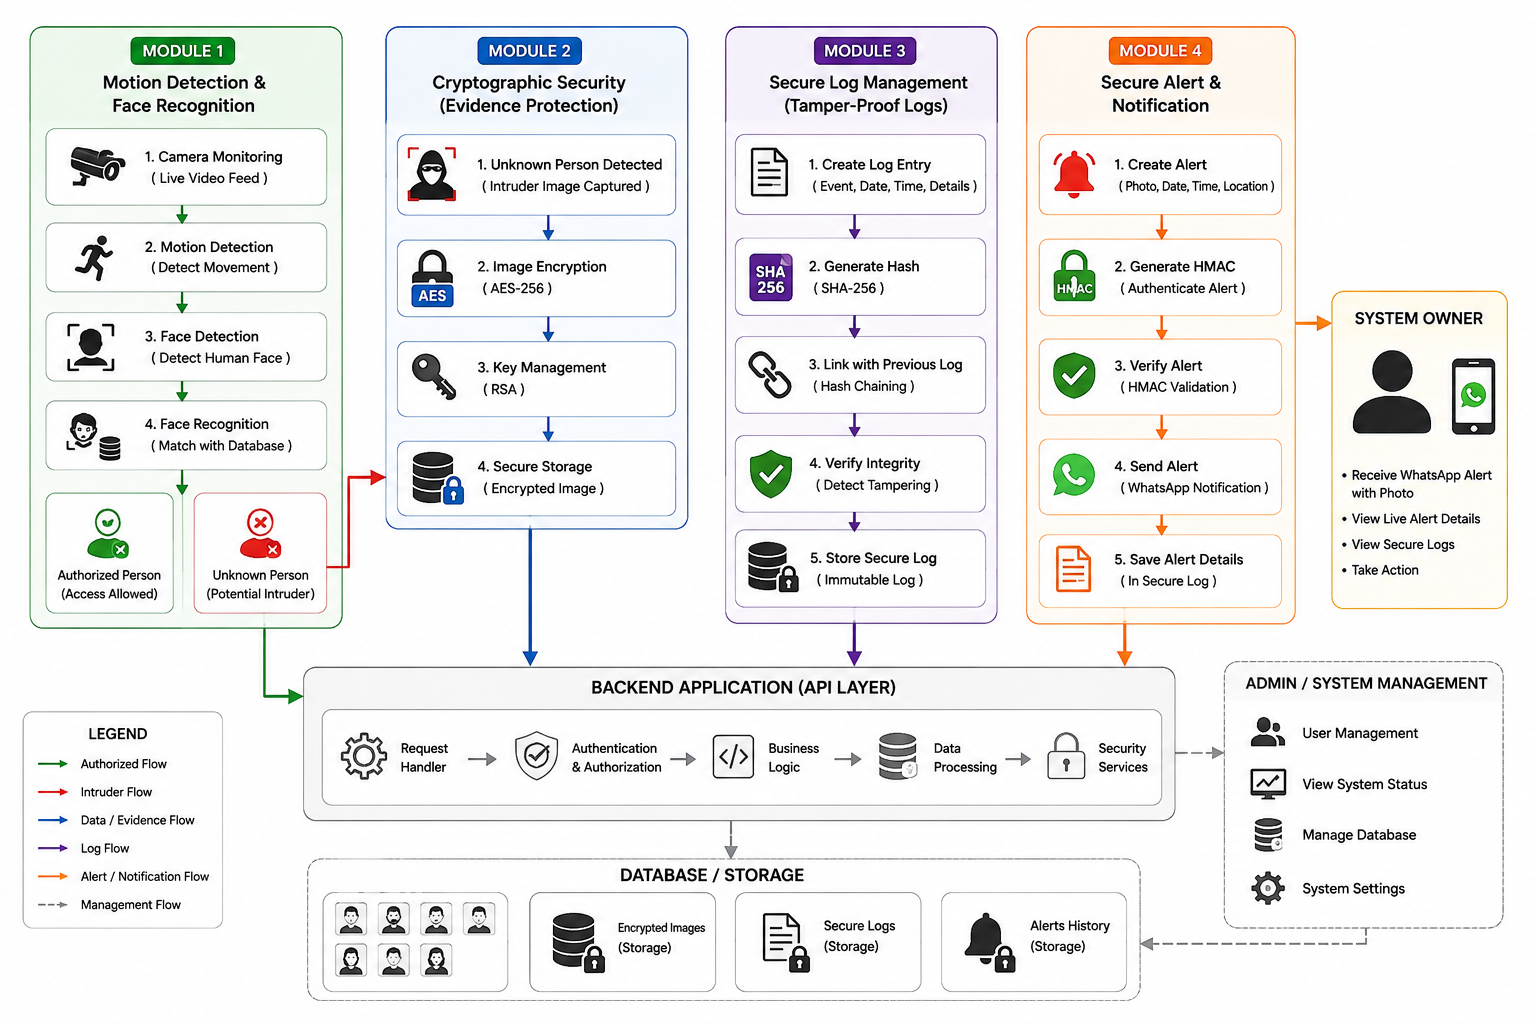 MODULE 1
Motion Detection &
Face Recognition
1. Camera Monitoring
( Live Video Feed )
2. Motion Detection
( Detect Movement )
3. Face Detection
( Detect Human Face )
4. Face Recognition
( Match with Database )
Authorized Person
(Access Allowed)
Unknown Person
(Potential Intruder)
MODULE 2
Cryptographic Security
(Evidence Protection)
1. Unknown Person Detected
( Intruder Image Captured )
AES
2. Image Encryption
( AES-256 )
3. Key Management
( RSA )
4. Secure Storage
( Encrypted Image )
MODULE 3
Secure Log Management
(Tamper-Proof Logs)
1. Create Log Entry
( Event, Date, Time, Details )
SHA
256
2. Generate Hash
( SHA-256 )
3. Link with Previous Log
( Hash Chaining )
4. Verify Integrity
( Detect Tampering )
5. Store Secure Log
( Immutable Log )
MODULE 4
Secure Alert &
Notification
1. Create Alert
( Photo, Date, Time, Location )
HMAC
2. Generate HMAC
( Authenticate Alert )
3. Verify Alert
( HMAC Validation )
4. Send Alert
( WhatsApp Notification )
5. Save Alert Details
( In Secure Log )
SYSTEM OWNER
• Receive WhatsApp Alert
with Photo
• View Live Alert Details
• View Secure Logs
• Take Action
BACKEND APPLICATION (API LAYER)
Request
Handler
Authentication
& Authorization
</>
Business
Logic
Data
Processing
Security
Services
ADMIN / SYSTEM MANAGEMENT
User Management
View System Status
Manage Database
System Settings
LEGEND
Authorized Flow
Intruder Flow
Data / Evidence Flow
Log Flow
Alert / Notification Flow
Management Flow
DATABASE / STORAGE
Encrypted Images
(Storage)
Secure Logs
(Storage)
Alerts History
(Storage)